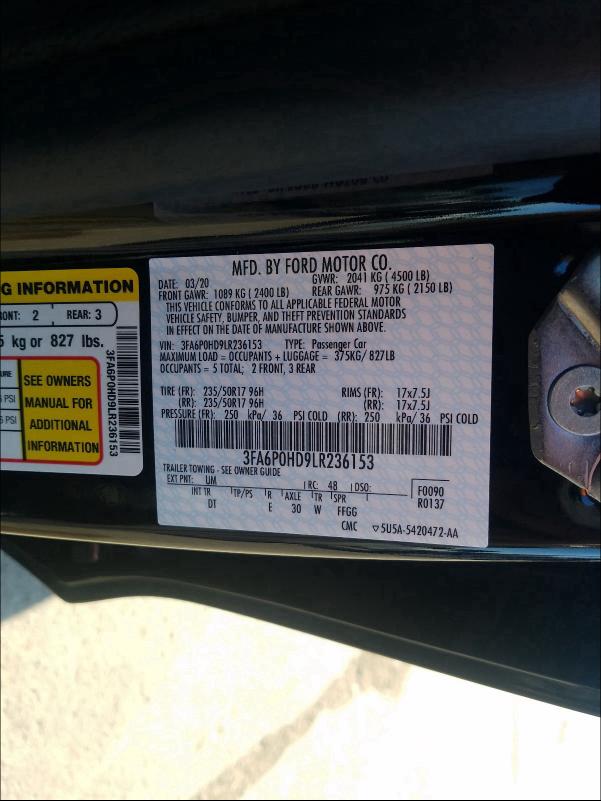 G INFORMATION
ONT: 2 REAR: 3
5 kg or 827 lbs.
SEE OWNERS
MANUAL FOR
ADDITIONAL
INFORMATION
3FA6P0HD9LR236153
MFD. BY FORD MOTOR CO.
DATE: 03/20 GVWR: 2041 KG ( 4500 LB)
FRONT GAWR: 1089 KG ( 2400 LB) REAR GAWR: 975 KG ( 2150 LB)
THIS VEHICLE CONFORMS TO ALL APPLICABLE FEDERAL MOTOR
VEHICLE SAFETY, BUMPER, AND THEFT PREVENTION STANDARDS
IN EFFECT ON THE DATE OF MANUFACTURE SHOWN ABOVE.
VIN: 3FA6P0HD9LR236153 TYPE: Passenger Car
MAXIMUM LOAD = OCCUPANTS + LUGGAGE = 375KG/827LB
OCCUPANTS = 5 TOTAL; 2 FRONT, 3 REAR
TIRE (FR): 235/50R17 96H RIMS (FR): 17x7.5J
(RR): 235/50R17 96H (RR): 17x7.5J
PRESSURE (FR): 250 kPa/ 36 PSI COLD (RR): 250 kPa/ 36 PSI COLD
3FA6P0HD9LR236153
TRAILER TOWING - SEE OWNER GUIDE
EXT PNT: UM RC: 48 DSO: F0090
INT TR TP/PS R AXLE TR SPR R0137
DT E 30 W FFGG
CMC ▽5U5A-5420472-AA